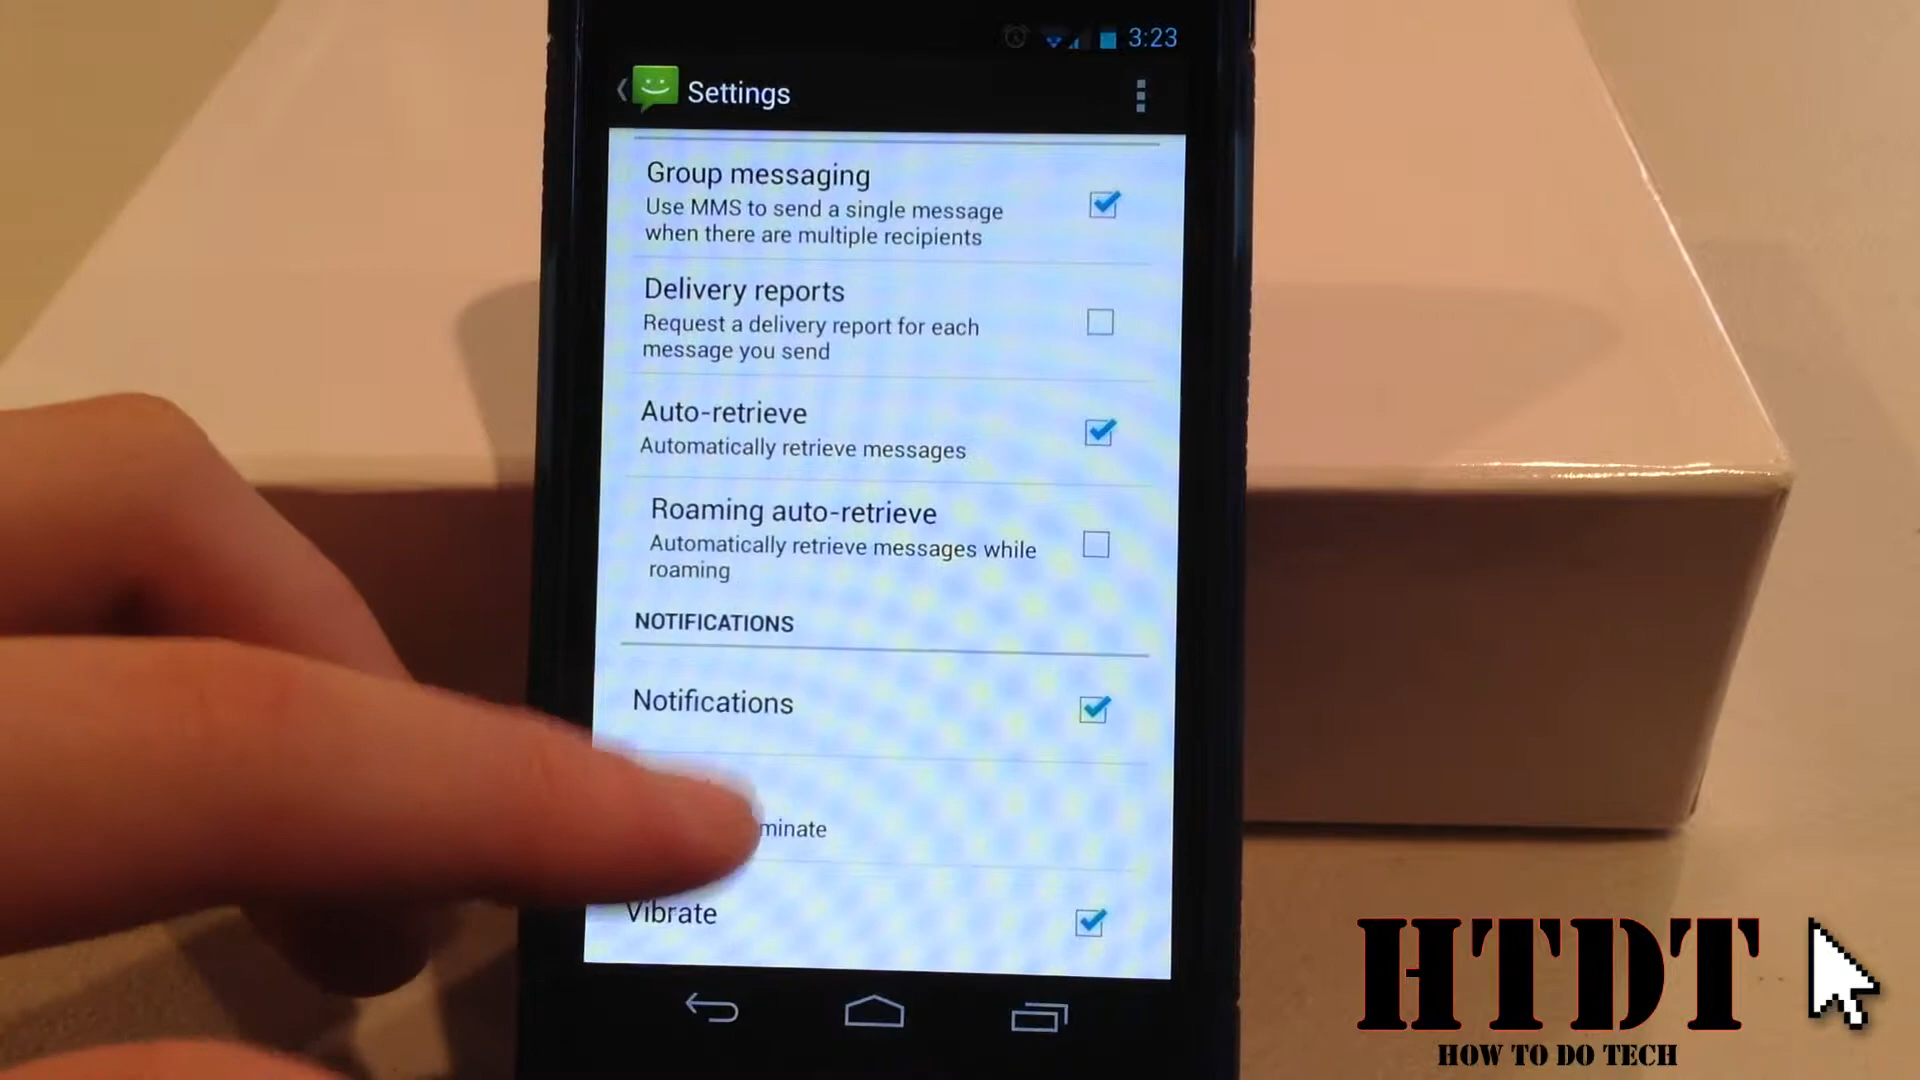 3:23
Settings
Group messaging
Use MMS to send a single message
when there are multiple recipients
Delivery reports
Request a delivery report for each
message you send
Auto-retrieve
Automatically retrieve messages
Roaming auto-retrieve
Automatically retrieve messages while
roaming
NOTIFICATIONS
Notifications
minate
Vibrate
HTDT
HOW TO DO TECH